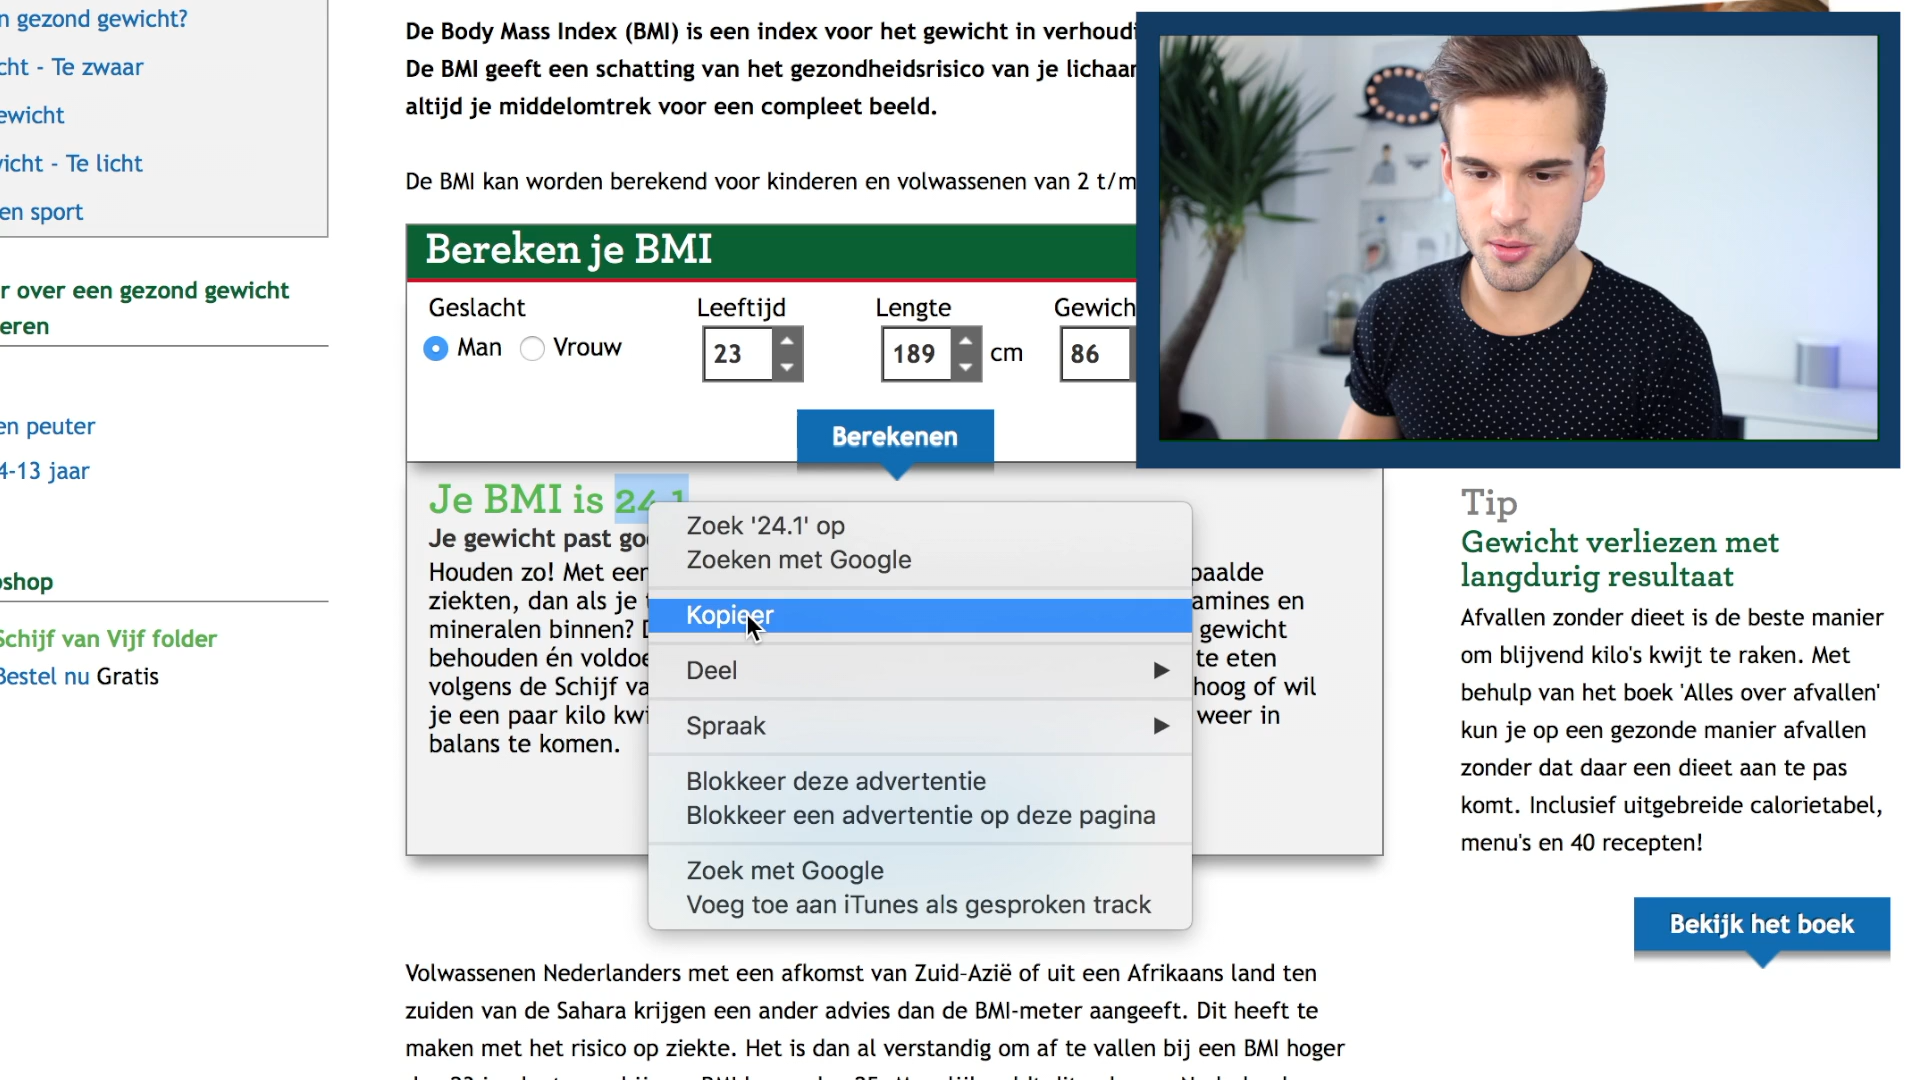 n gezond gewicht?
cht - Te zwaar
ewicht
icht - Te licht
en sport
r over een gezond gewicht
eren
en peuter
4-13 jaar
shop
Schijf van Vijf folder
Bestel nu Gratis
De Body Mass Index (BMI) is een index voor het gewicht in verhoudi
De BMI geeft een schatting van het gezondheidsrisico van je lichaa
altijd je middelomtrek voor een compleet beeld.
De BMI kan worden berekend voor kinderen en volwassenen van 2 t/m
Bereken je BMI
Geslacht Leeftijd Lengte Gewich
Man Vrouw 23 189 cm 86
Berekenen
Je BMI is 24.1
Je gewicht past go
Houden zo! Met een paalde
ziekten, dan als je amines en
mineralen binnen? gewicht
behouden én voldoe te eten
volgens de Schijf va hoog of wil
je een paar kilo kwi weer in
balans te komen.
Zoek '24.1' op
Zoeken met Google
Kopieer
Deel
Spraak
Blokkeer deze advertentie
Blokkeer een advertentie op deze pagina
Zoek met Google
Voeg toe aan iTunes als gesproken track
Tip
Gewicht verliezen met
langdurig resultaat
Afvallen zonder dieet is de beste manier
om blijvend kilo's kwijt te raken. Met
behulp van het boek 'Alles over afvallen'
kun je op een gezonde manier afvallen
zonder dat daar een dieet aan te pas
komt. Inclusief uitgebreide calorietabel,
menu's en 40 recepten!
Bekijk het boek
Volwassenen Nederlanders met een afkomst van Zuid-Azië of uit een Afrikaans land ten
zuiden van de Sahara krijgen een ander advies dan de BMI-meter aangeeft. Dit heeft te
maken met het risico op ziekte. Het is dan al verstandig om af te vallen bij een BMI hoger